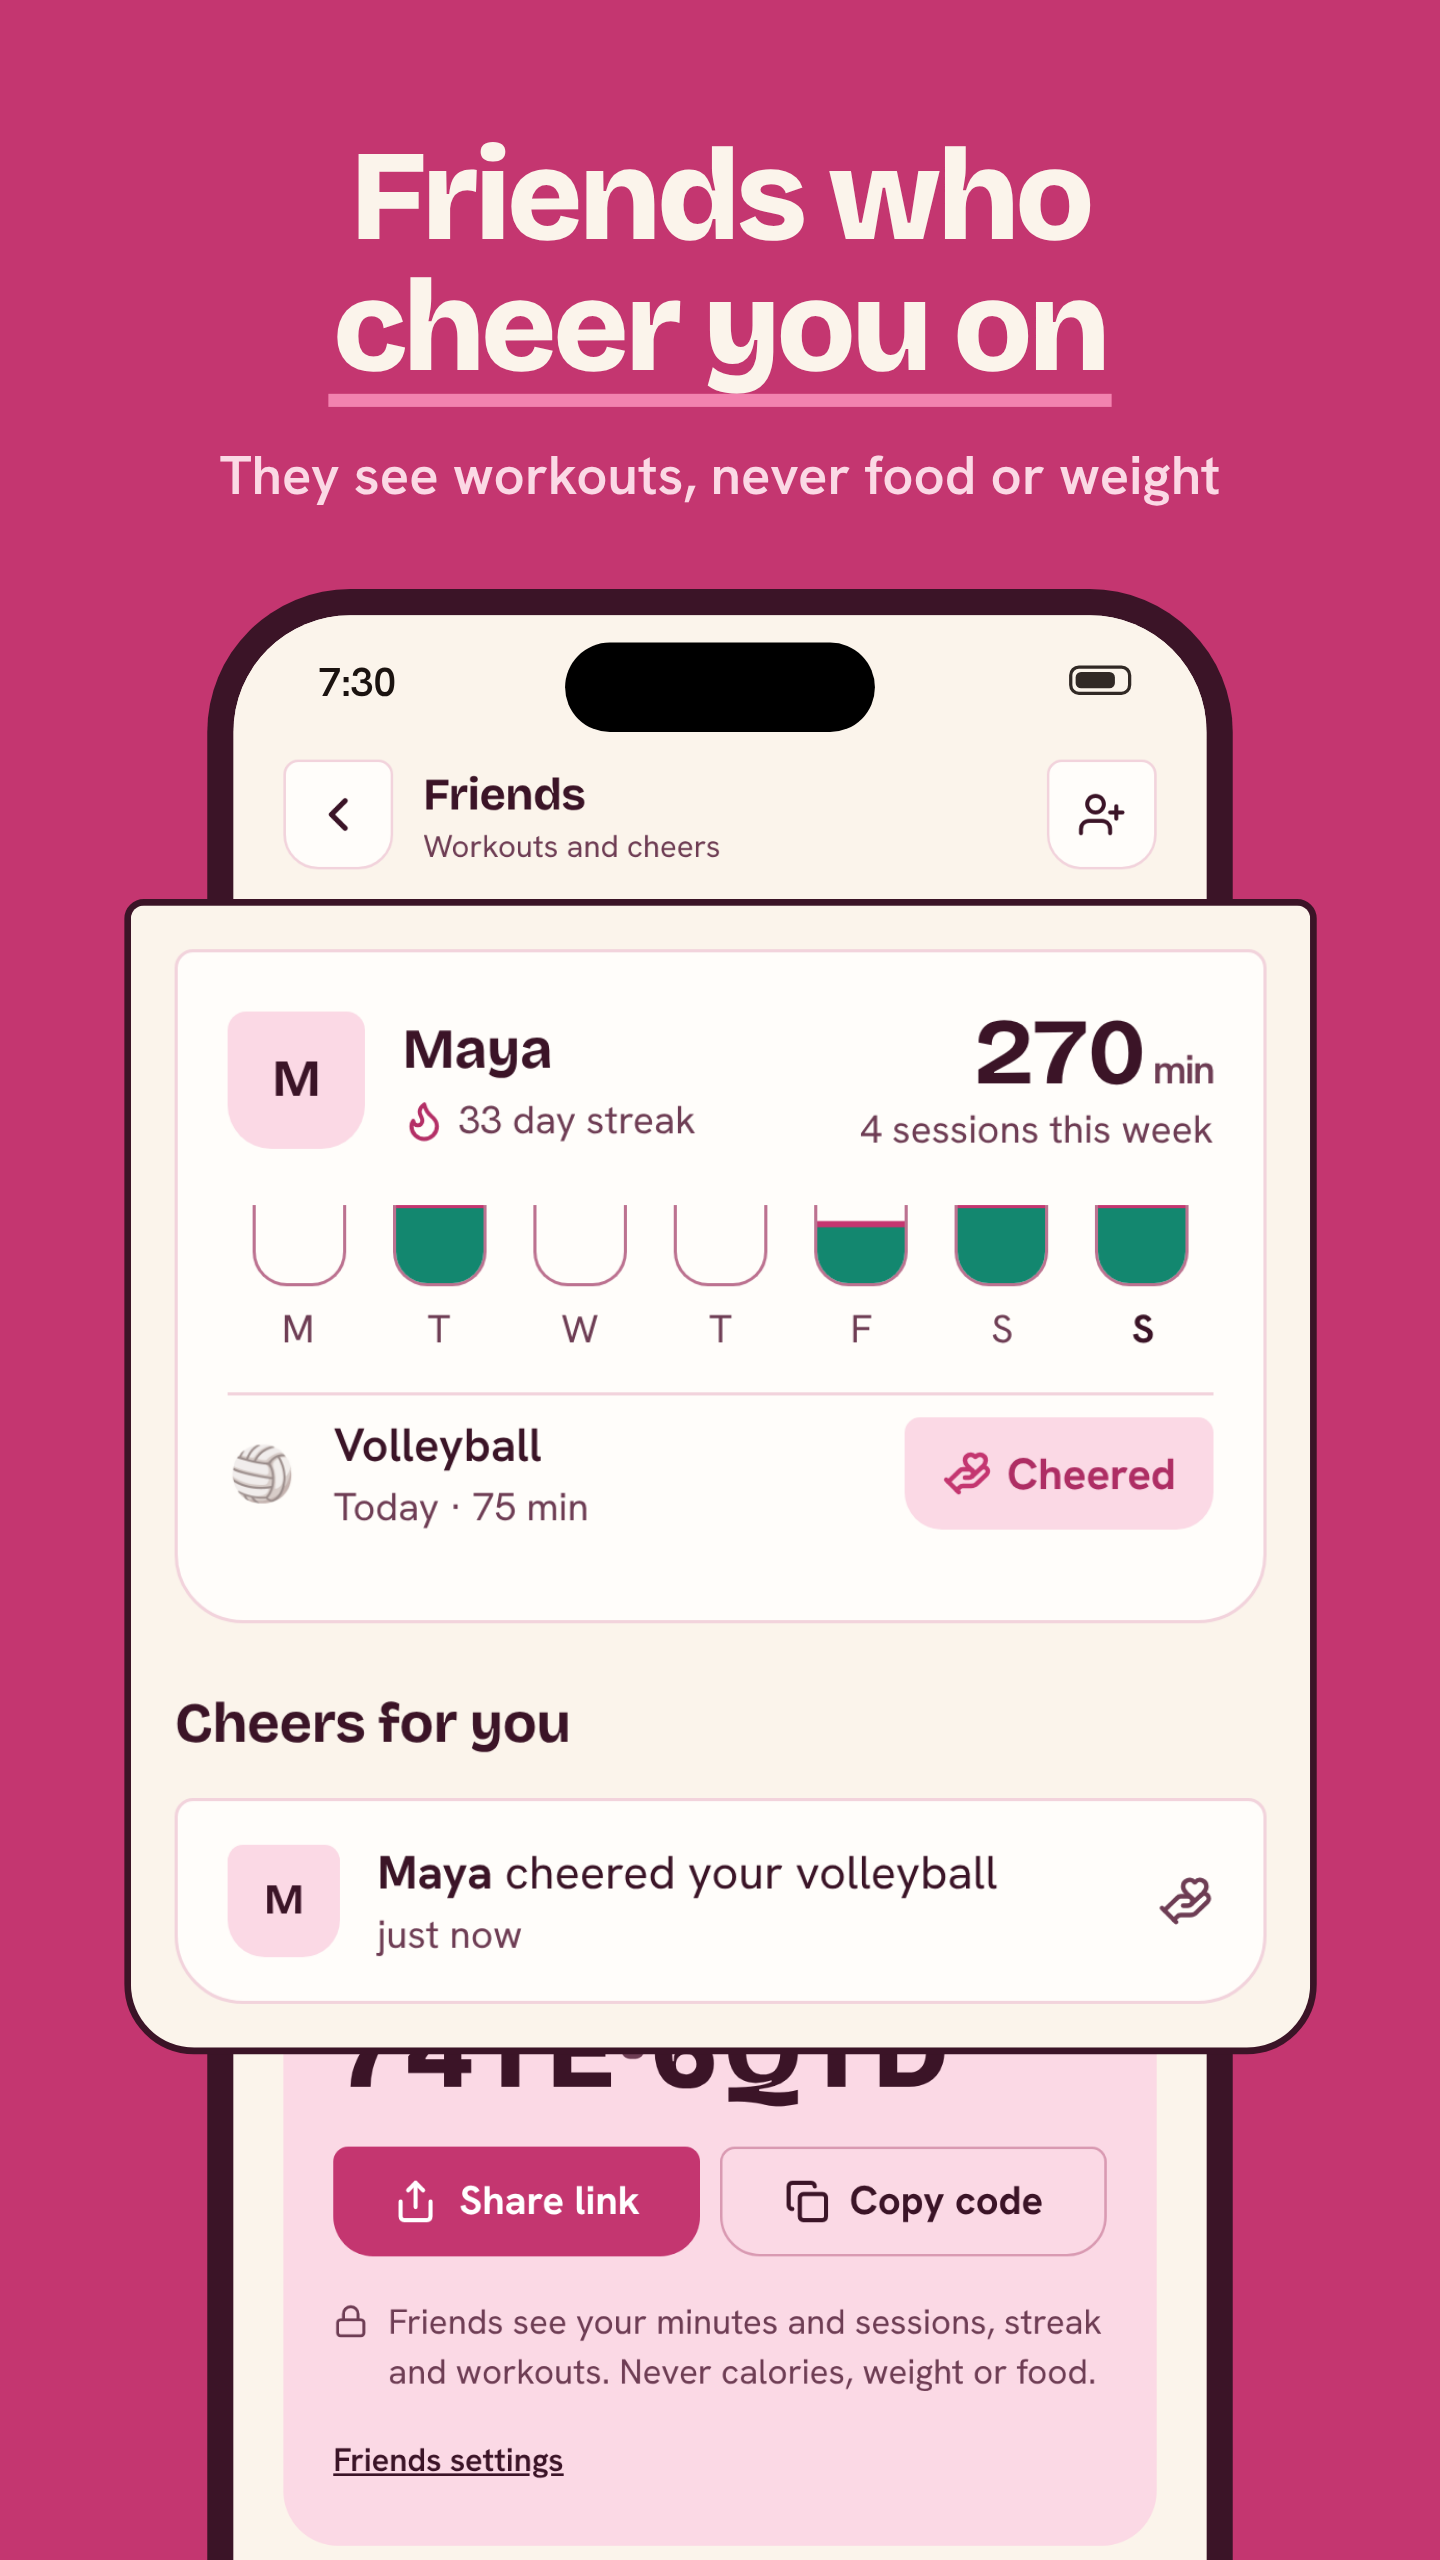 Friends who
cheer you on
They see workouts, never food or weight
7:30
Friends
Workouts and cheers
M
Maya
33 day streak
270 min
4 sessions this week
M T W T F S S
Volleyball
Today · 75 min
Cheered
Cheers for you
M
Maya cheered your volleyball
just now
Share link
Copy code
Friends see your minutes and sessions, streak
and workouts. Never calories, weight or food.
Friends settings